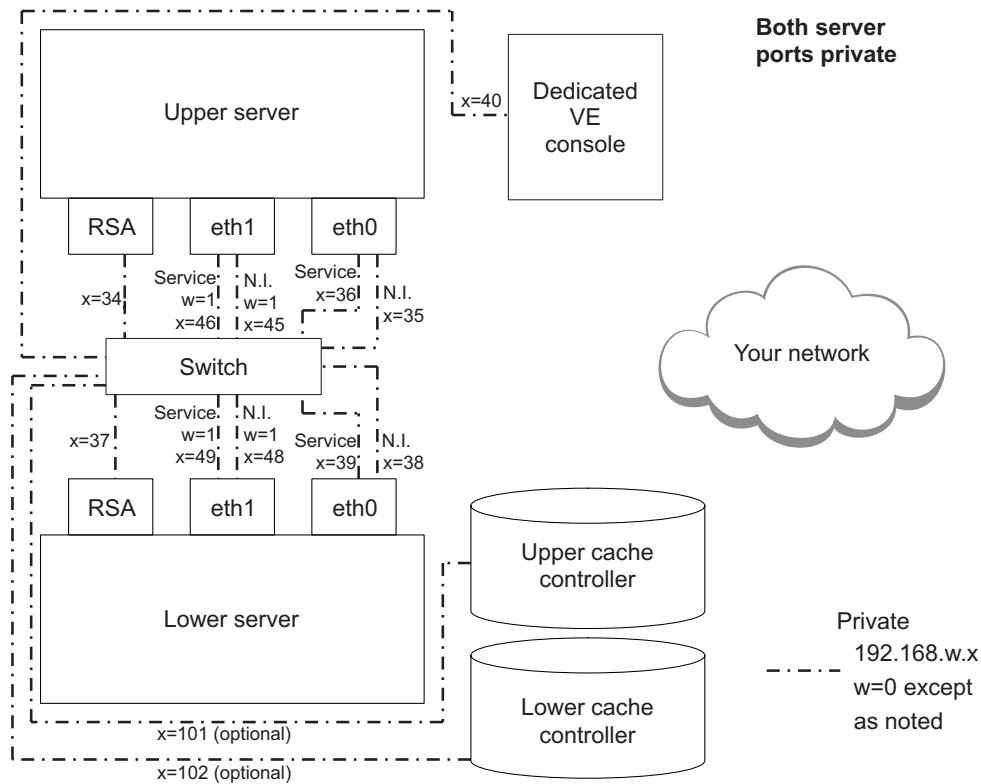 Both server
ports private
Upper server
x=40
Dedicated
VE
console
RSA
eth1
eth0
x=34
Service
w=1
x=46
N.I.
w=1
x=45
Service
x=36
N.I.
x=35
Your network
Switch
x=37
Service
w=1
x=49
N.I.
w=1
x=48
Service
x=39
N.I.
x=38
RSA
eth1
eth0
Upper cache
controller
Lower server
Lower cache
controller
Private
192.168.w.x
w=0 except
as noted
x=101 (optional)
x=102 (optional)